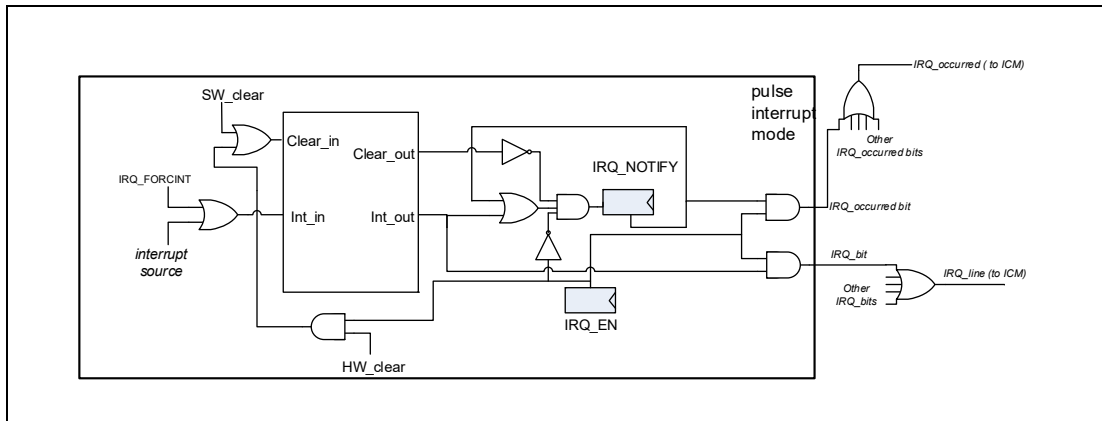 IRQ_occurred ( to ICM)
pulse
interrupt
mode
SW_clear
Clear_in
Other
IRQ_occurred bits
Clear_out
IRQ_NOTIFY
IRQ_FORCINT
Int_in
Int_out
IRQ_occurred bit
interrupt
source
IRQ_bit
IRQ_line (to ICM)
Other
IRQ_bits
IRQ_EN
HW_clear